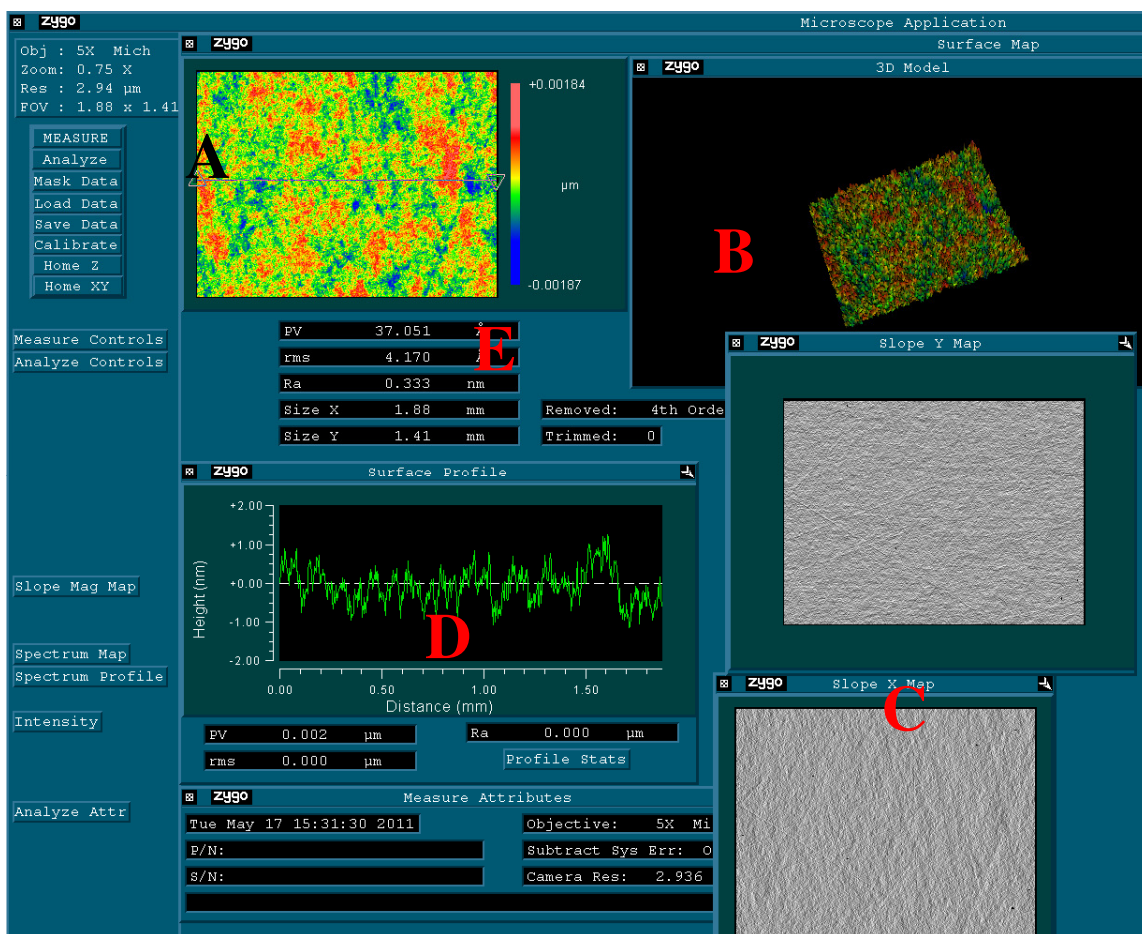 zygo
Microscope Application
Obj : 5X Mich
Zoom: 0.75 X
Res : 2.94 µm
FOV : 1.88 x 1.41
MEASURE
Analyze
Mask Data
Load Data
Save Data
Calibrate
Home Z
Home XY
Measure Controls
Analyze Controls
Slope Mag Map
Spectrum Map
Spectrum Profile
Intensity
Analyze Attr
zygo
Surface Map
A
+0.00184
µm
-0.00187
zygo
3D Model
B
PV 37.051 Å
rms 4.170
E
Ra 0.333 nm
Size X 1.88 mm
Size Y 1.41 mm
Removed: 4th Orde
Trimmed: 0
zygo
Slope Y Map
zygo
Surface Profile
+2.00
+1.00
+0.00
-1.00
-2.00
Height (nm)
D
0.00 0.50 1.00 1.50
Distance (mm)
PV 0.002 µm
rms 0.000 µm
Ra 0.000 µm
Profile Stats
zygo
Slope X Map
C
zygo
Measure Attributes
Tue May 17 15:31:30 2011
P/N:
S/N:
Objective: 5X Mi
Subtract Sys Err: O
Camera Res: 2.936